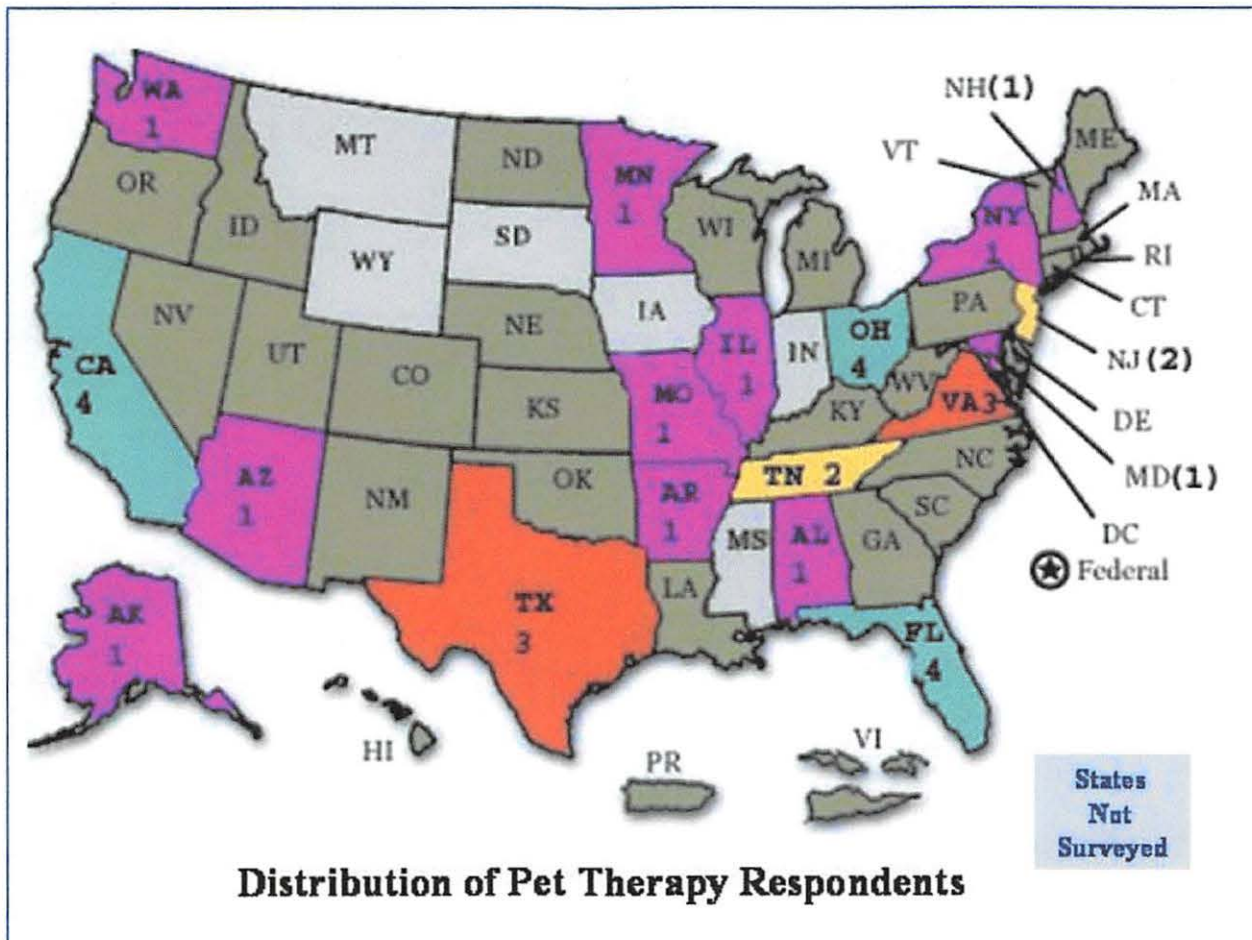 WA
1
MT
ND
MN
1
NH(1)
VT
ME
OR
ID
SD
WI
NY
1
MA
WY
MI
RI
CT
IA
PA
NV
NE
IL
1
IN
OH
4
NJ(2)
CA
4
UT
CO
WV
VA3
DE
KS
MO
1
KY
MD(1)
AZ
1
NM
OK
AR
1
TN 2
NC
SC
DC
MS
AL
1
GA
Federal
TX
3
LA
FL
4
AK
1
HI
PR
VI
States
Not
Surveyed
Distribution of Pet Therapy Respondents